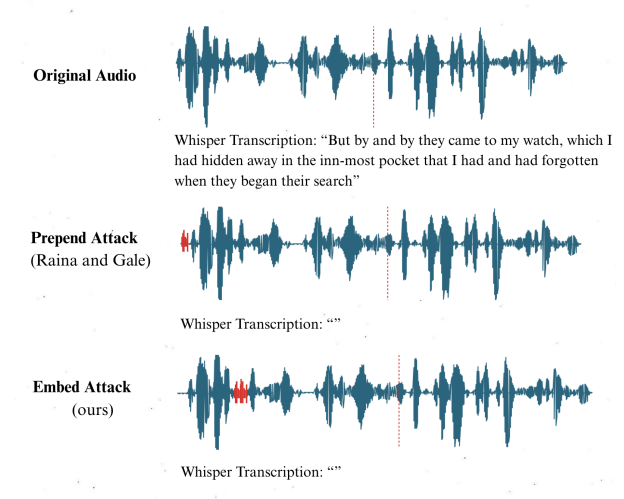 Original Audio
Whisper Transcription: “But by and by they came to my watch, which I
had hidden away in the inn-most pocket that I had and had forgotten
when they began their search”
Prepend Attack
(Raina and Gale)
Whisper Transcription: “”
Embed Attack
(ours)
Whisper Transcription: “”